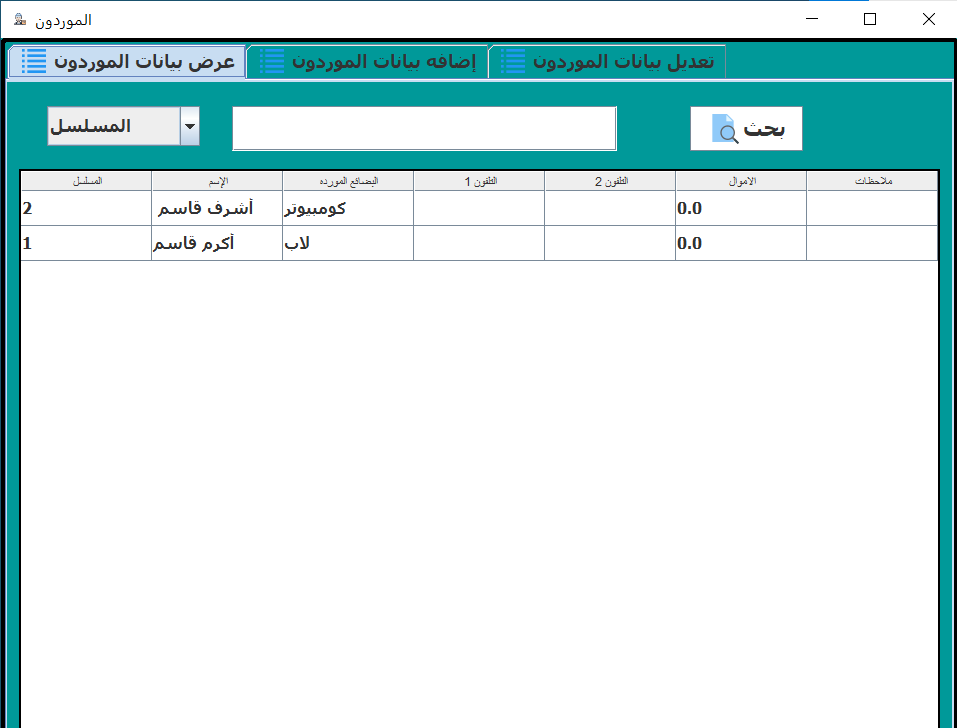 الموردون
عرض بيانات الموردون إضافه بيانات الموردون تعديل بيانات الموردون
المسلسل بحث
المسلسل الإسم البضائع المورده التلفون 1 التلفون 2 الاموال ملاحظات
2 أشرف قاسم كومبيوتر 0.0
1 أكرم قاسم لاب 0.0